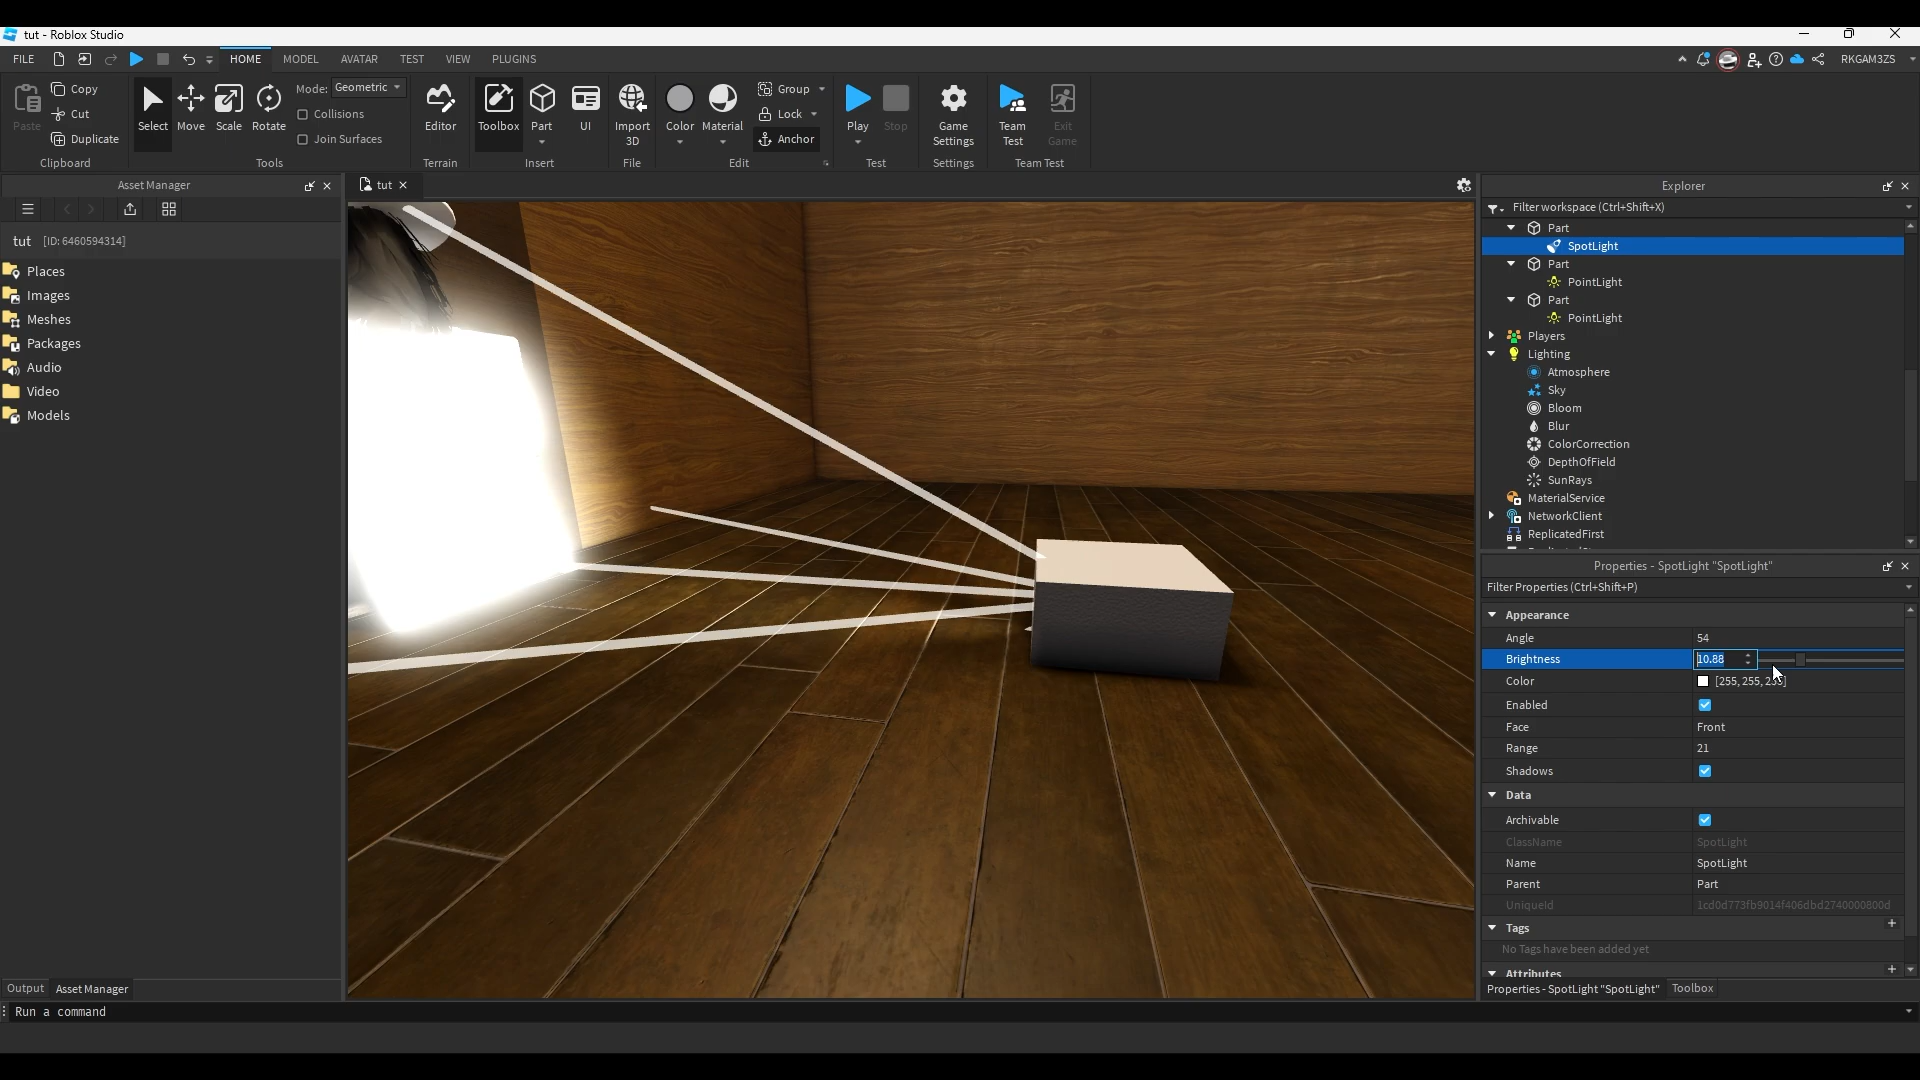 tut - Roblox Studio
FILE HOME MODEL AVATAR TEST VIEW PLUGINS RKGAM3ZS
Paste Copy Cut Duplicate
Clipboard
Select Move Scale Rotate
Mode: Geometric
Collisions
Join Surfaces
Tools
Editor
Terrain
Toolbox Part UI
Insert
Import 3D
File
Color Material Group Lock Anchor
Edit
Play Stop
Test
Game Settings
Settings
Team Test Exit Game
Team Test
Asset Manager
tut [ID: 6460594314]
Places
Images
Meshes
Packages
Audio
Video
Models
Output Asset Manager
tut
Explorer
Filter workspace (Ctrl+Shift+X)
Part
SpotLight
Part
PointLight
Part
PointLight
Players
Lighting
Atmosphere
Sky
Bloom
Blur
ColorCorrection
DepthOfField
SunRays
MaterialService
NetworkClient
ReplicatedFirst
Properties - SpotLight "SpotLight"
Filter Properties (Ctrl+Shift+P)
Appearance
Angle 54
Brightness 10.88
Color [255, 255, 255]
Enabled
Face Front
Range 21
Shadows
Data
Archivable
ClassName SpotLight
Name SpotLight
Parent Part
UniqueId 1cd0d773fb9014f406dbd2740000800d
Tags
No Tags have been added yet
Attributes
Properties - SpotLight "SpotLight" Toolbox
Run a command